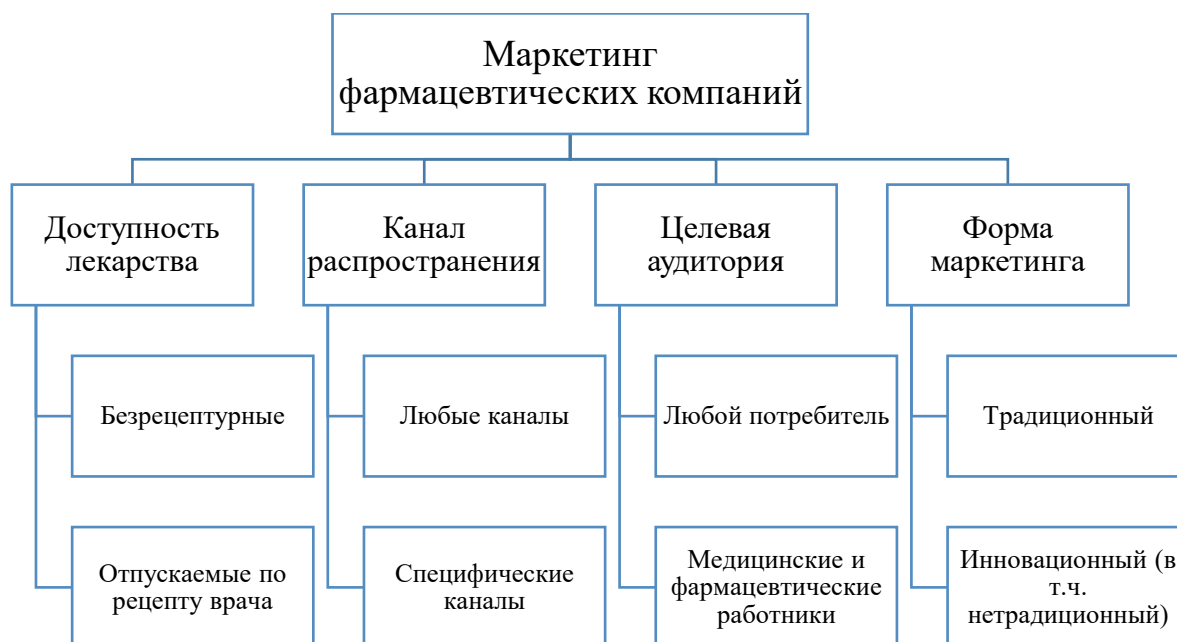 Маркетинг
фармацевтических компаний
Доступность
лекарства
Канал
распространения
Целевая
аудитория
Форма
маркетинга
Безрецептурные
Любые каналы
Любой потребитель
Традиционный
Отпускаемые по
рецепту врача
Специфические
каналы
Медицинские и
фармацевтические
работники
Инновационный (в
т.ч.
нетрадиционный)